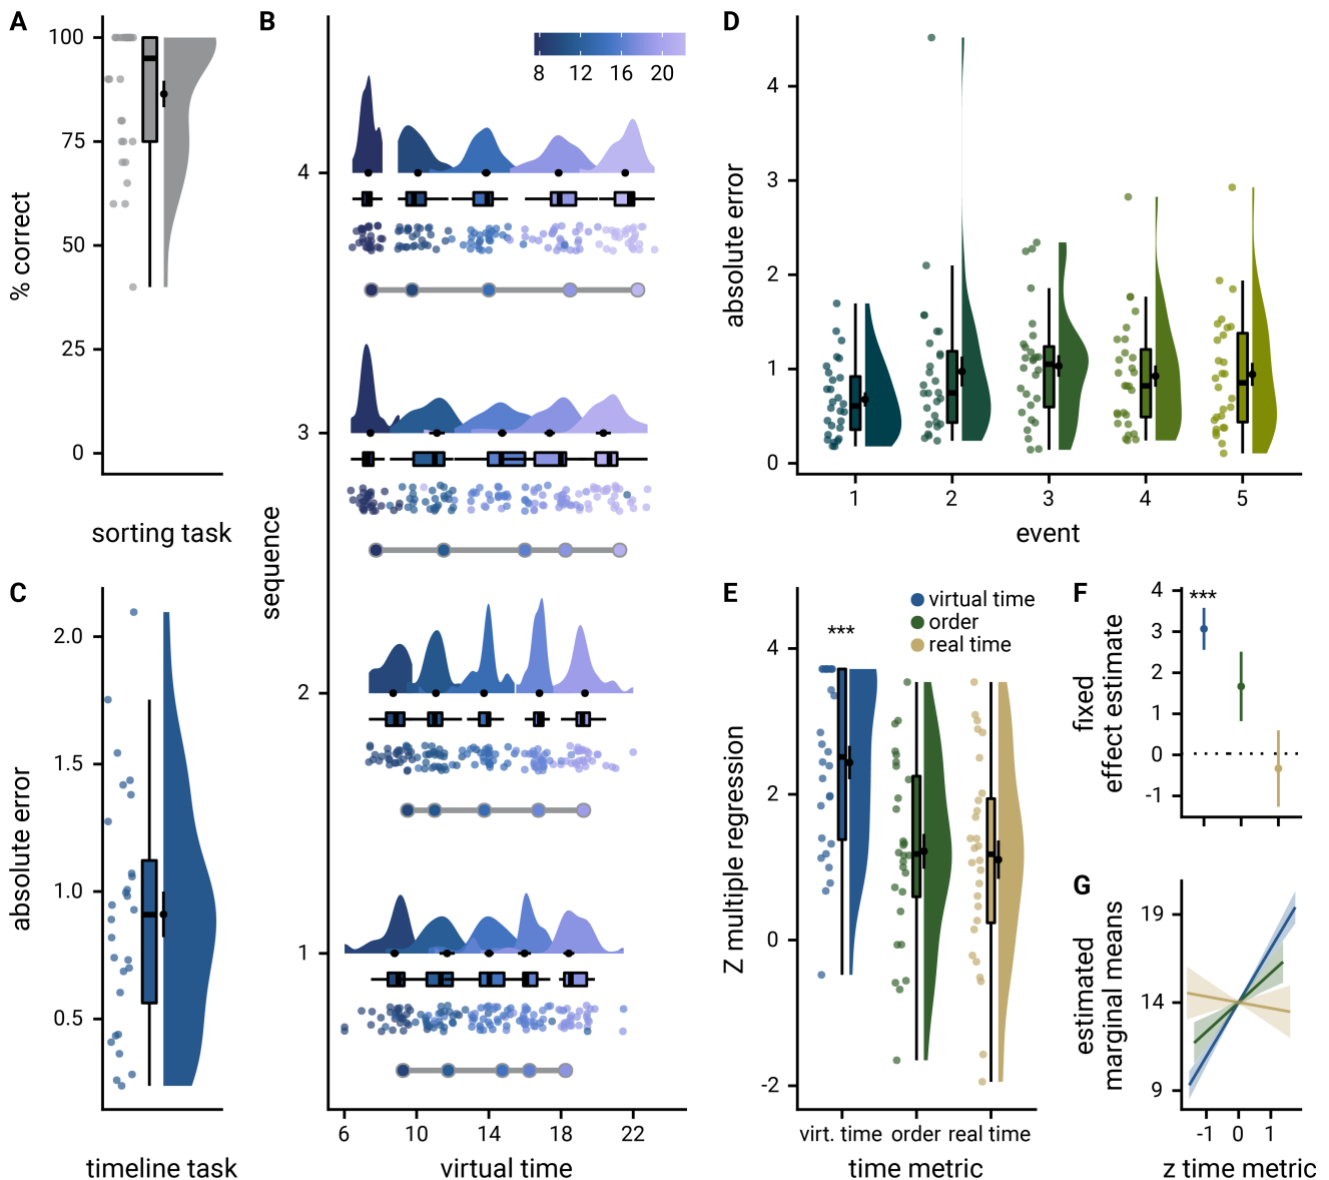 A
% correct
100
75
50
25
0
sorting task
B
8 12 16 20
sequence
4
3
2
1
6 10 14 18 22
virtual time
C
absolute error
2.0
1.5
1.0
0.5
timeline task
D
absolute error
4
3
2
1
0
1 2 3 4 5
event
E
virtual time
order
real time
***
Z multiple regression
4
2
0
-2
virt. time order real time
time metric
F
***
fixed
effect estimate
4
3
2
1
0
-1
G
estimated
marginal means
19
14
9
-1 0 1
z time metric